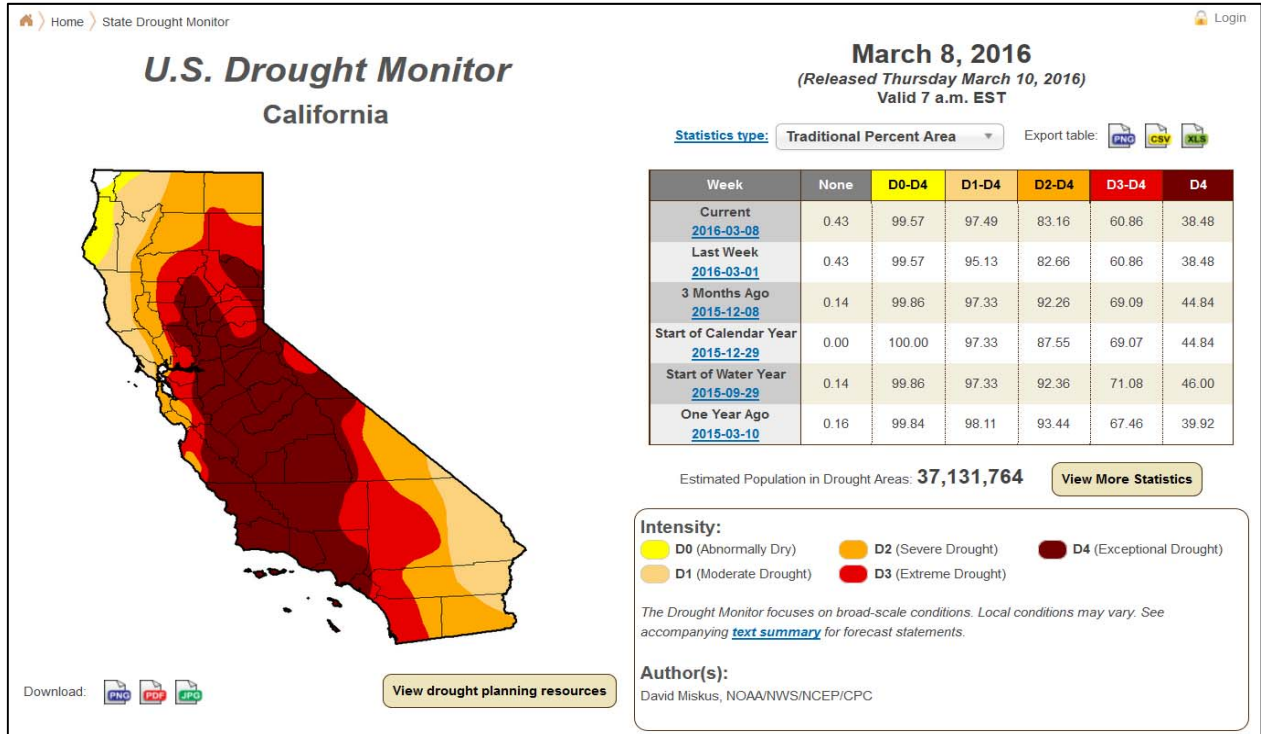 Home State Drought Monitor
Login
U.S. Drought Monitor
California
March 8, 2016
(Released Thursday March 10, 2016)
Valid 7 a.m. EST
Statistics type: Traditional Percent Area Export table: PNG CSV XLS
Week None D0-D4 D1-D4 D2-D4 D3-D4 D4
Current
2016-03-08 0.43 99.57 97.49 83.16 60.86 38.48
Last Week
2016-03-01 0.43 99.57 95.13 82.66 60.86 38.48
3 Months Ago
2015-12-08 0.14 99.86 97.33 92.26 69.09 44.84
Start of Calendar Year
2015-12-29 0.00 100.00 97.33 87.55 69.07 44.84
Start of Water Year
2015-09-29 0.14 99.86 97.33 92.36 71.08 46.00
One Year Ago
2015-03-10 0.16 99.84 98.11 93.44 67.46 39.92
Estimated Population in Drought Areas: 37,131,764 View More Statistics
Intensity:
D0 (Abnormally Dry) D2 (Severe Drought) D4 (Exceptional Drought)
D1 (Moderate Drought) D3 (Extreme Drought)
The Drought Monitor focuses on broad-scale conditions. Local conditions may vary. See
accompanying text summary for forecast statements.
Author(s):
David Miskus, NOAA/NWS/NCEP/CPC
Download: PNG PDF JPG View drought planning resources